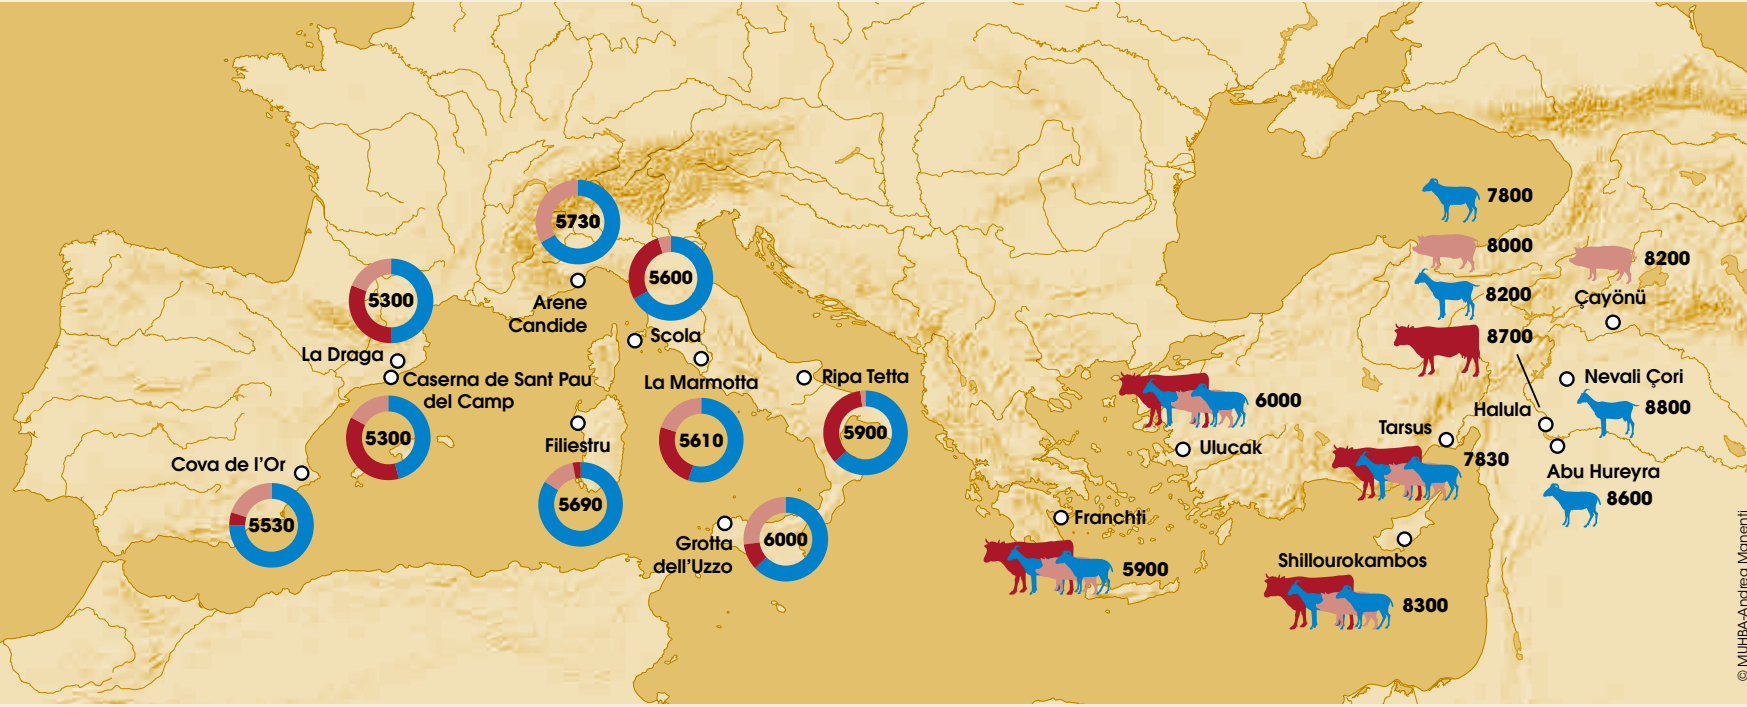 7800
8000
8200
8200
Çayönü
8700
5730
5600
5300
Arene
Candide
Scola
La Draga
Caserna de Sant Pau
del Camp
La Marmotta
Ripa Tetta
5300
Filiestru
5610
5900
Cova de l'Or
5530
5690
Grotta
dell'Uzzo
6000
6000
Ulucak
Franchti
5900
Nevali Çori
8800
Halula
Tarsus
7830
Abu Hureyra
8600
Shillourokambos
8300
© MUHBA-Andrea Manenti